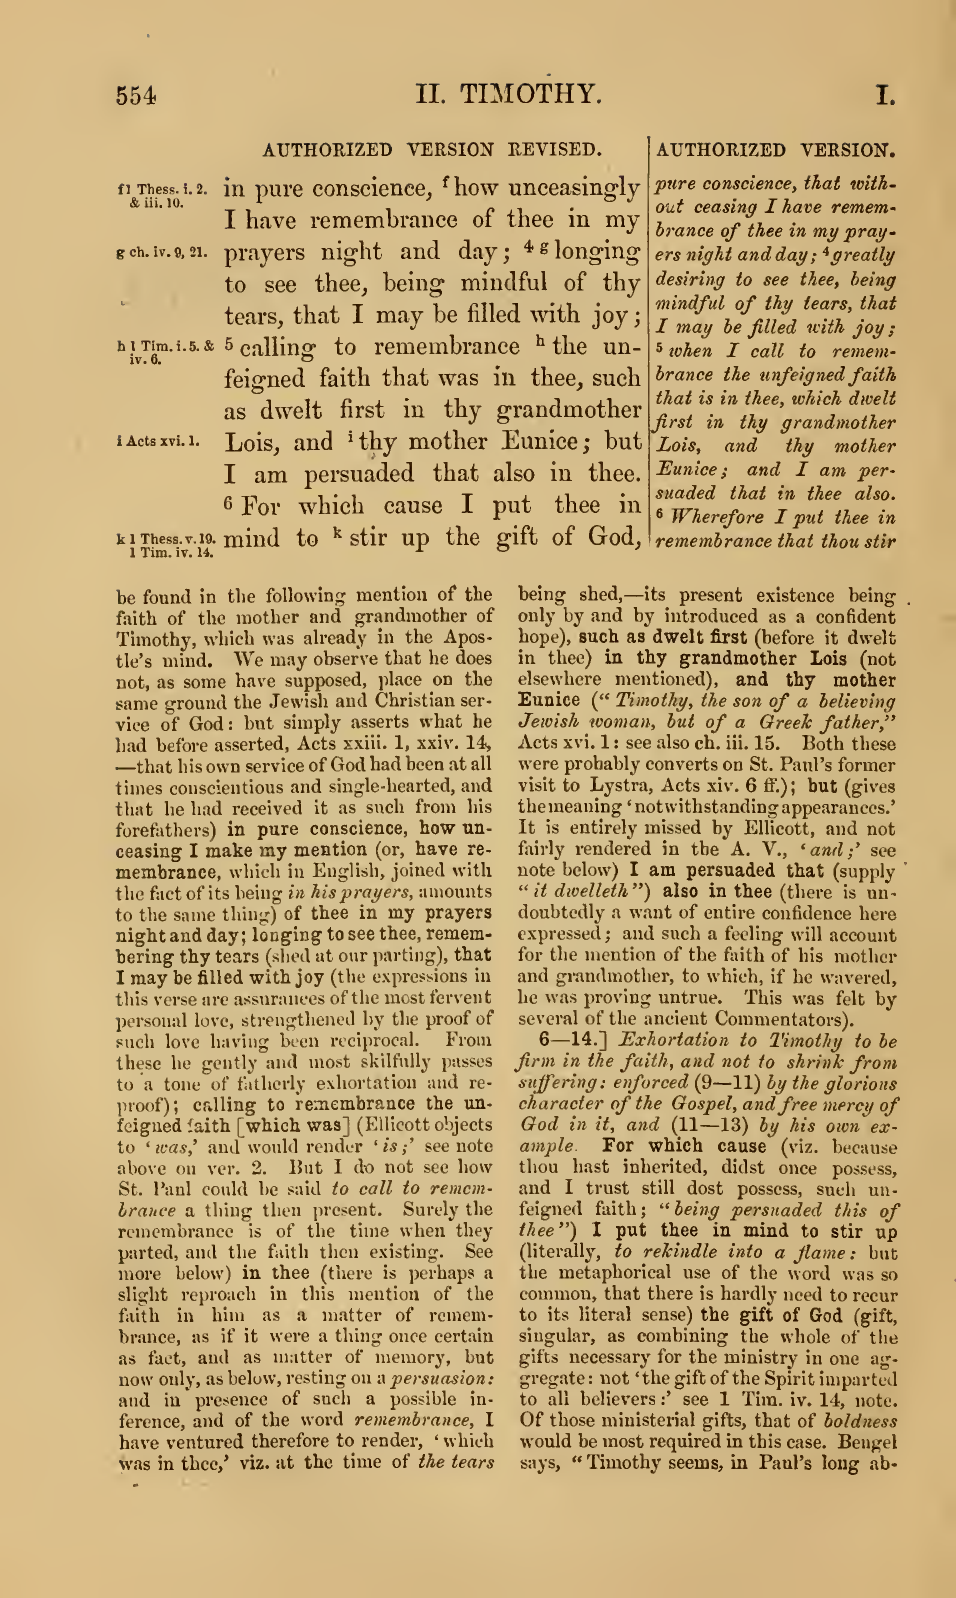 554
II. TIMOTHY.
I.
AUTHORIZED VERSION REVISED.
f 1 Thess. i. 2.
& iii. 10.
g ch. iv. 9, 21.
h 1 Tim. i. 5. &
iv. 6.
i Acts xvi. 1.
k 1 Thess. v. 19.
1 Tim. iv. 14.
in pure conscience, f how unceasingly
I have remembrance of thee in my
prayers night and day; 4 g longing
to see thee, being mindful of thy
tears, that I may be filled with joy;
5 calling to remembrance h the un-
feigned faith that was in thee, such
as dwelt first in thy grandmother
Lois, and i thy mother Eunice; but
I am persuaded that also in thee.
6 For which cause I put thee in
mind to k stir up the gift of God,
AUTHORIZED VERSION.
pure conscience, that with-
out ceasing I have remem-
brance of thee in my pray-
ers night and day; 4 greatly
desiring to see thee, being
mindful of thy tears, that
I may be filled with joy;
5 when I call to remem-
brance the unfeigned faith
that is in thee, which dwelt
first in thy grandmother
Lois, and thy mother
Eunice; and I am per-
suaded that in thee also.
6 Wherefore I put thee in
remembrance that thou stir
be found in the following mention of the
faith of the mother and grandmother of
Timothy, which was already in the Apos-
tle's mind. We may observe that he does
not, as some have supposed, place on the
same ground the Jewish and Christian ser-
vice of God: but simply asserts what he
had before asserted, Acts xxiii. 1, xxiv. 14,
—that his own service of God had been at all
times conscientious and single-hearted, and
that he had received it as such from his
forefathers) in pure conscience, how un-
ceasing I make my mention (or, have re-
membrance, which in English, joined with
the fact of its being in his prayers, amounts
to the same thing) of thee in my prayers
night and day; longing to see thee, remem-
bering thy tears (shed at our parting), that
I may be filled with joy (the expressions in
this verse are assurances of the most fervent
personal love, strengthened by the proof of
such love having been reciprocal. From
these he gently and most skilfully passes
to a tone of fatherly exhortation and re-
proof); calling to remembrance the un-
feigned faith [which was] (Ellicott objects
to 'was,' and would render 'is;' see note
above on ver. 2. But I do not see how
St. Paul could be said to call to remem-
brance a thing then present. Surely the
remembrance is of the time when they
parted, and the faith then existing. See
more below) in thee (there is perhaps a
slight reproach in this mention of the
faith in him as a matter of remem-
brance, as if it were a thing once certain
as fact, and as matter of memory, but
now only, as below, resting on a persuasion:
and in presence of such a possible in-
ference, and of the word remembrance, I
have ventured therefore to render, 'which
was in thee,' viz. at the time of the tears
being shed,—its present existence being
only by and by introduced as a confident
hope), such as dwelt first (before it dwelt
in thee) in thy grandmother Lois (not
elsewhere mentioned), and thy mother
Eunice ("Timothy, the son of a believing
Jewish woman, but of a Greek father,"
Acts xvi. 1: see also ch. iii. 15. Both these
were probably converts on St. Paul's former
visit to Lystra, Acts xiv. 6 ff.); but (gives
the meaning 'notwithstanding appearances.'
It is entirely missed by Ellicott, and not
fairly rendered in the A. V., 'and;' see
note below) I am persuaded that (supply
"it dwelleth") also in thee (there is un-
doubtedly a want of entire confidence here
expressed; and such a feeling will account
for the mention of the faith of his mother
and grandmother, to which, if he wavered,
he was proving untrue. This was felt by
several of the ancient Commentators).
6—14.] Exhortation to Timothy to be
firm in the faith, and not to shrink from
suffering: enforced (9—11) by the glorious
character of the Gospel, and free mercy of
God in it, and (11—13) by his own ex-
ample. For which cause (viz. because
thou hast inherited, didst once possess,
and I trust still dost possess, such un-
feigned faith; "being persuaded this of
thee") I put thee in mind to stir up
(literally, to rekindle into a flame: but
the metaphorical use of the word was so
common, that there is hardly need to recur
to its literal sense) the gift of God (gift,
singular, as combining the whole of the
gifts necessary for the ministry in one ag-
gregate: not 'the gift of the Spirit imparted
to all believers:' see 1 Tim. iv. 14, note.
Of those ministerial gifts, that of boldness
would be most required in this case. Bengel
says, "Timothy seems, in Paul's long ab-